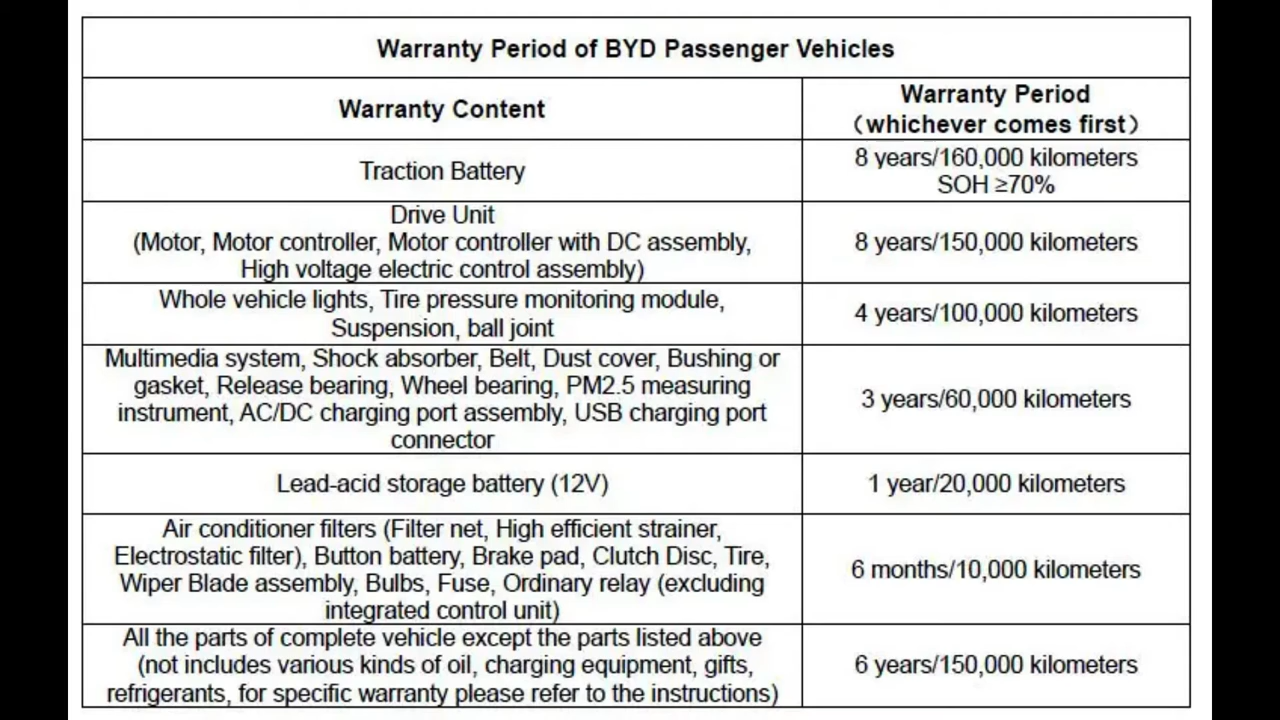 Warranty Period of BYD Passenger Vehicles
Warranty Content
Warranty Period
（whichever comes first）
Traction Battery
8 years/160,000 kilometers
SOH ≥70%
Drive Unit
(Motor, Motor controller, Motor controller with DC assembly,
High voltage electric control assembly)
8 years/150,000 kilometers
Whole vehicle lights, Tire pressure monitoring module,
Suspension, ball joint
4 years/100,000 kilometers
Multimedia system, Shock absorber, Belt, Dust cover, Bushing or
gasket, Release bearing, Wheel bearing, PM2.5 measuring
instrument, AC/DC charging port assembly, USB charging port
connector
3 years/60,000 kilometers
Lead-acid storage battery (12V)
1 year/20,000 kilometers
Air conditioner filters (Filter net, High efficient strainer,
Electrostatic filter), Button battery, Brake pad, Clutch Disc, Tire,
Wiper Blade assembly, Bulbs, Fuse, Ordinary relay (excluding
integrated control unit)
6 months/10,000 kilometers
All the parts of complete vehicle except the parts listed above
(not includes various kinds of oil, charging equipment, gifts,
refrigerants, for specific warranty please refer to the instructions)
6 years/150,000 kilometers